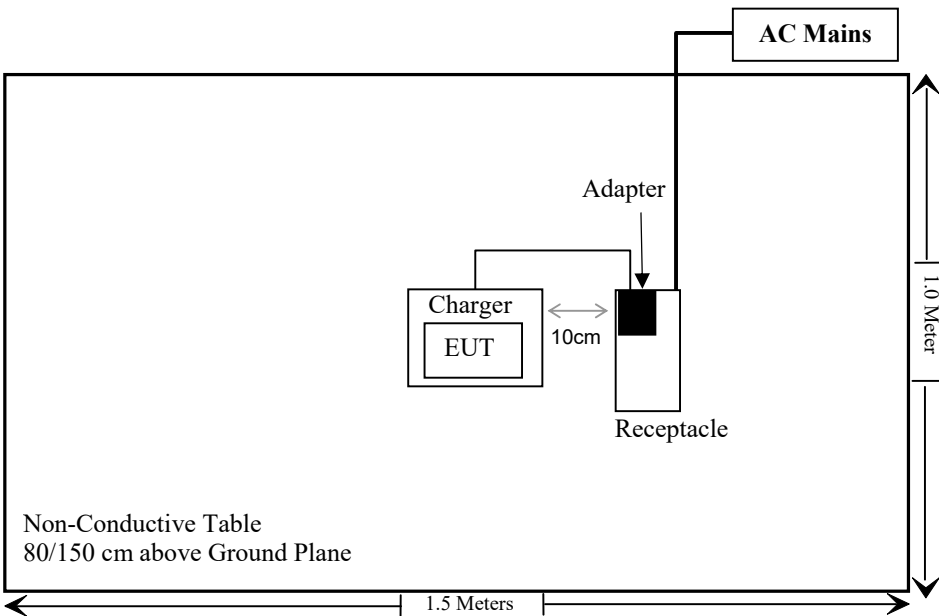 AC Mains
Adapter
Charger
EUT
10cm
Receptacle
1.0 Meter
Non-Conductive Table
80/150 cm above Ground Plane
1.5 Meters